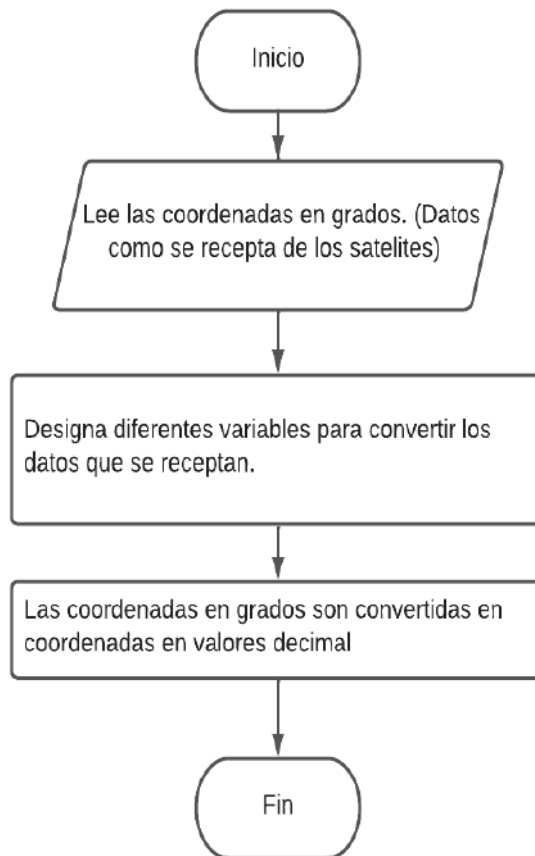 Inicio
Lee las coordenadas en grados. (Datos
como se recepta de los satelites)
Designa diferentes variables para convertir los
datos que se receptan.
Las coordenadas en grados son convertidas en
coordenadas en valores decimal
Fin